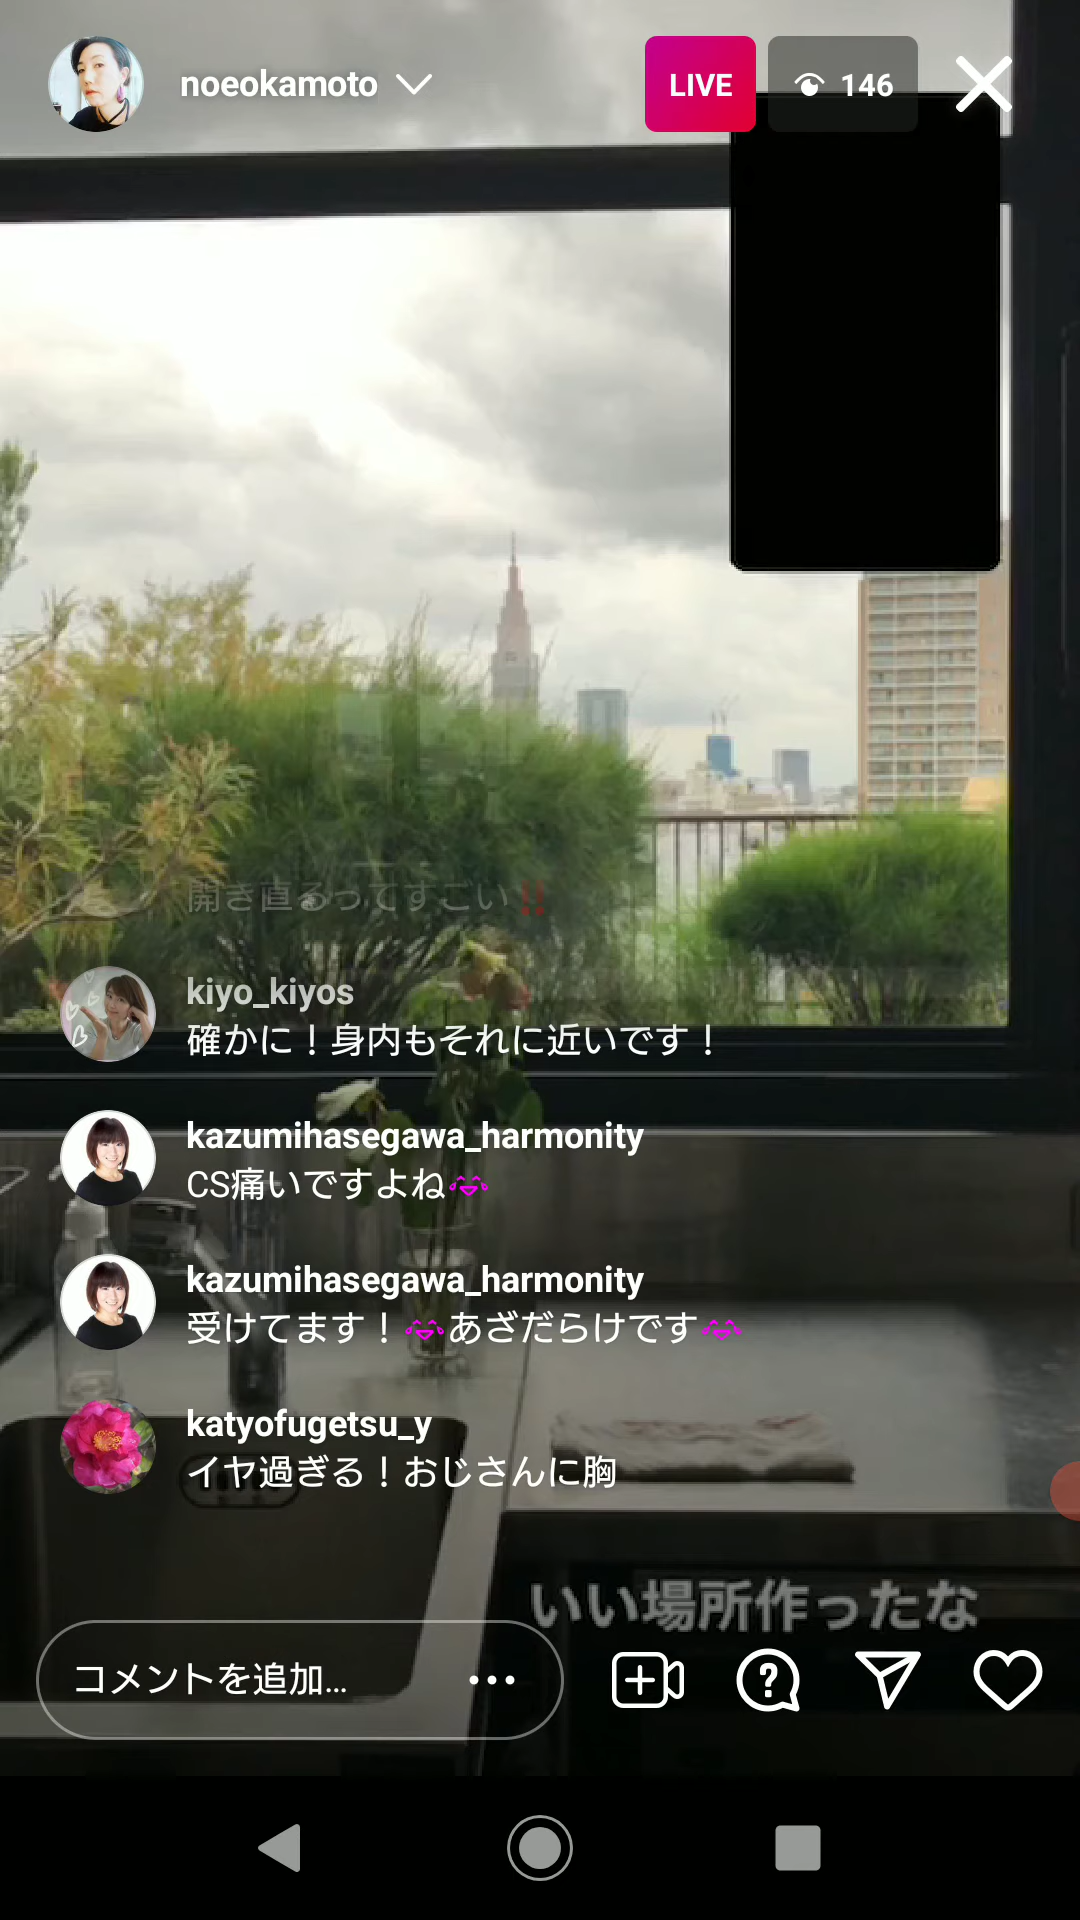 noeokamoto
LIVE
146
開き直るってすごい‼
kiyo_kiyos
確かに！身内もそれに近いです！
kazumihasegawa_harmonity
CS痛いですよね😂
kazumihasegawa_harmonity
受けてます！😂あざだらけです😂
katyofugetsu_y
イヤ過ぎる！おじさんに胸
いい場所作ったな
コメントを追加...